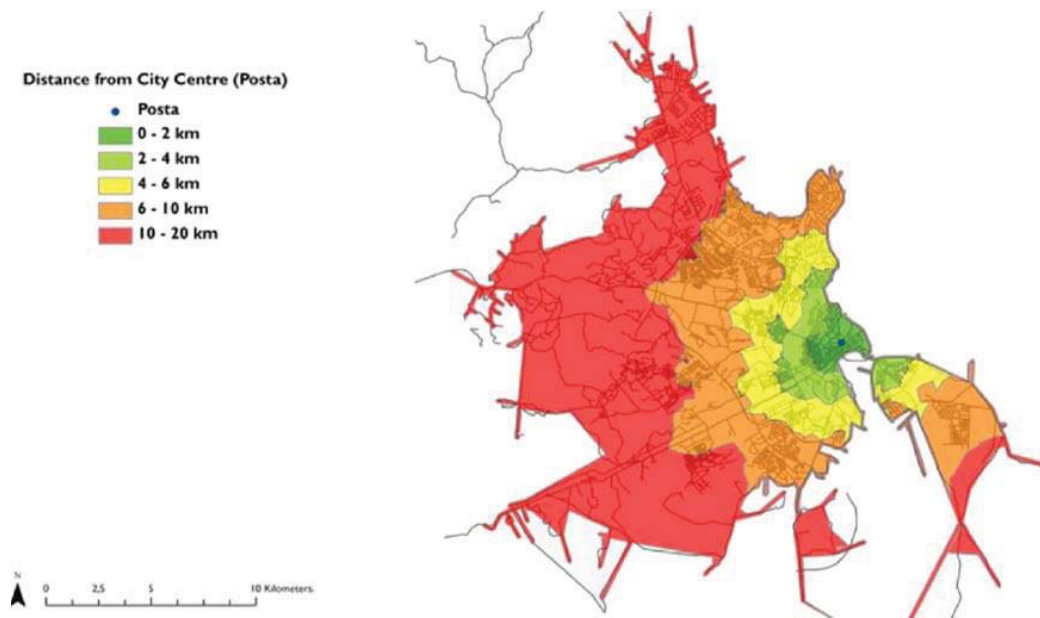 Distance from City Centre (Posta)
Posta
0 - 2 km
2 - 4 km
4 - 6 km
6 - 10 km
10 - 20 km
N
0 2,5 5 10 Kilometers